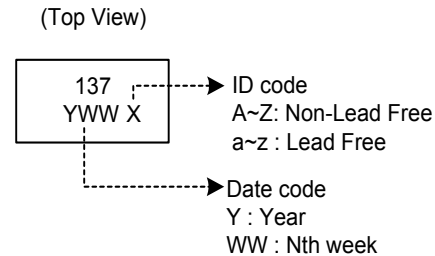 (Top View)
137
YWW X
ID code
A~Z: Non-Lead Free
a~z : Lead Free
Date code
Y : Year
WW : Nth week